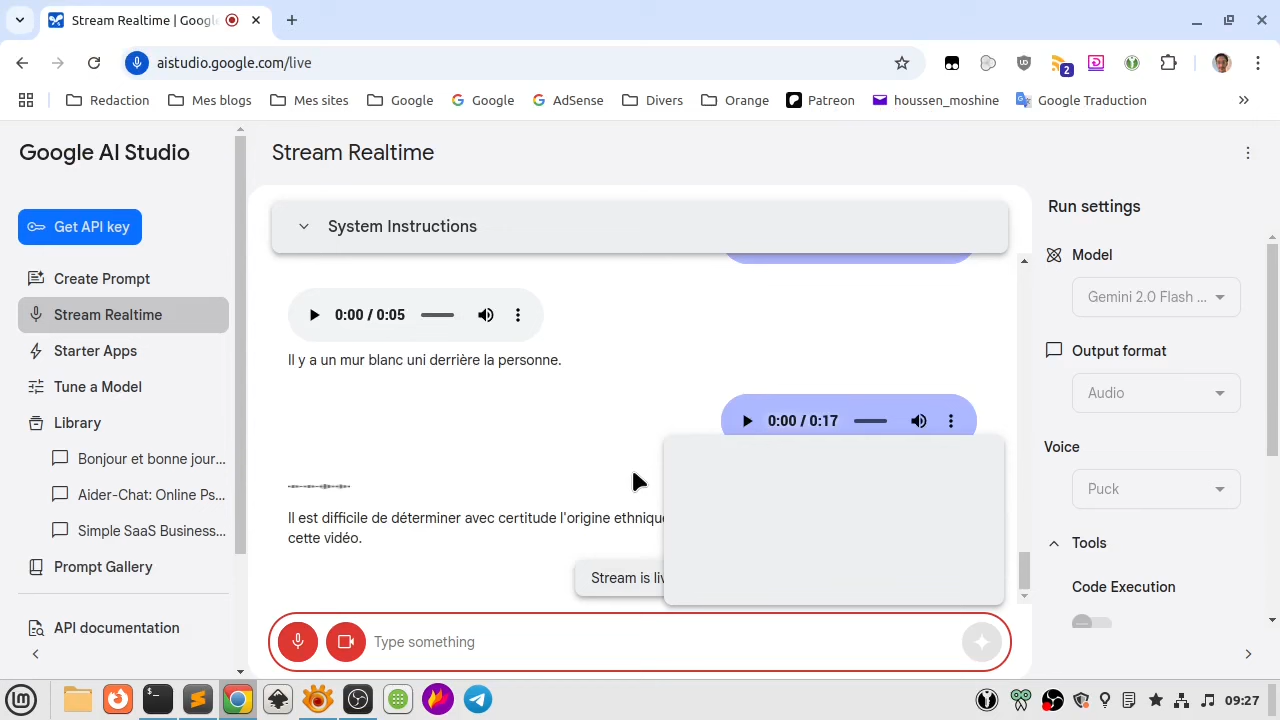 Stream Realtime | Googl
aistudio.google.com/live
2
Redaction
Mes blogs
Mes sites
Google
Google
AdSense
Divers
Orange
Patreon
houssen_moshine
Google Traduction
Google AI Studio
Stream Realtime
Get API key
Create Prompt
Stream Realtime
Starter Apps
Tune a Model
Library
Bonjour et bonne jour...
Aider-Chat: Online Ps...
Simple SaaS Business...
Prompt Gallery
API documentation
System Instructions
0:00 / 0:05
Il y a un mur blanc uni derrière la personne.
0:00 / 0:17
Il est difficile de déterminer avec certitude l'origine ethnique
cette vidéo.
Stream is liv
Type something
Run settings
Model
Gemini 2.0 Flash ...
Output format
Audio
Voice
Puck
Tools
Code Execution
09:27